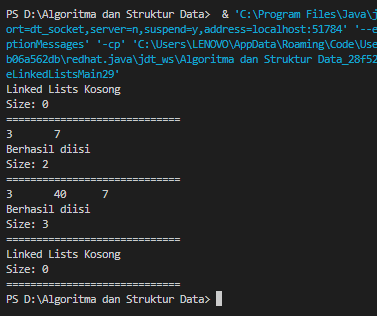 PS D:\Algoritma dan Struktur Data>  & 'C:\Program Files\Java\j
ort=dt_socket,server=n,suspend=y,address=localhost:51784' '--e
ptionMessages' '-cp' 'C:\Users\LENOVO\AppData\Roaming\Code\Use
b06a562db\redhat.java\jdt_ws\Algoritma dan Struktur Data_28f52
eLinkedListsMain29'
Linked Lists Kosong
Size: 0
==============================
3       7
Berhasil diisi
Size: 2
==============================
3       40      7
Berhasil diisi
Size: 3
==============================
Linked Lists Kosong
Size: 0
==============================
PS D:\Algoritma dan Struktur Data>